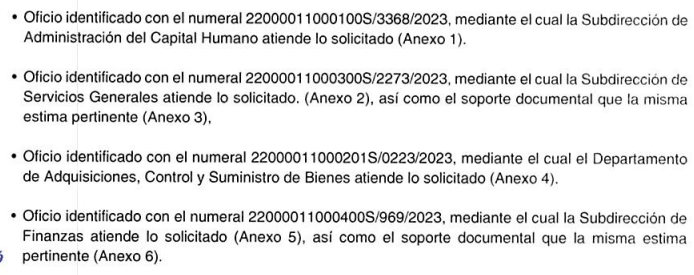 • Oficio identificado con el numeral 22000011000100S/3368/2023, mediante el cual la Subdirección de
Administración del Capital Humano atiende lo solicitado (Anexo 1).
• Oficio identificado con el numeral 22000011000300S/2273/2023, mediante el cual la Subdirección de
Servicios Generales atiende lo solicitado. (Anexo 2), así como el soporte documental que la misma
estima pertinente (Anexo 3),
• Oficio identificado con el numeral 22000011000201S/0223/2023, mediante el cual el Departamento
de Adquisiciones, Control y Suministro de Bienes atiende lo solicitado (Anexo 4).
• Oficio identificado con el numeral 22000011000400S/969/2023, mediante el cual la Subdirección de
Finanzas atiende lo solicitado (Anexo 5), así como el soporte documental que la misma estima
pertinente (Anexo 6).